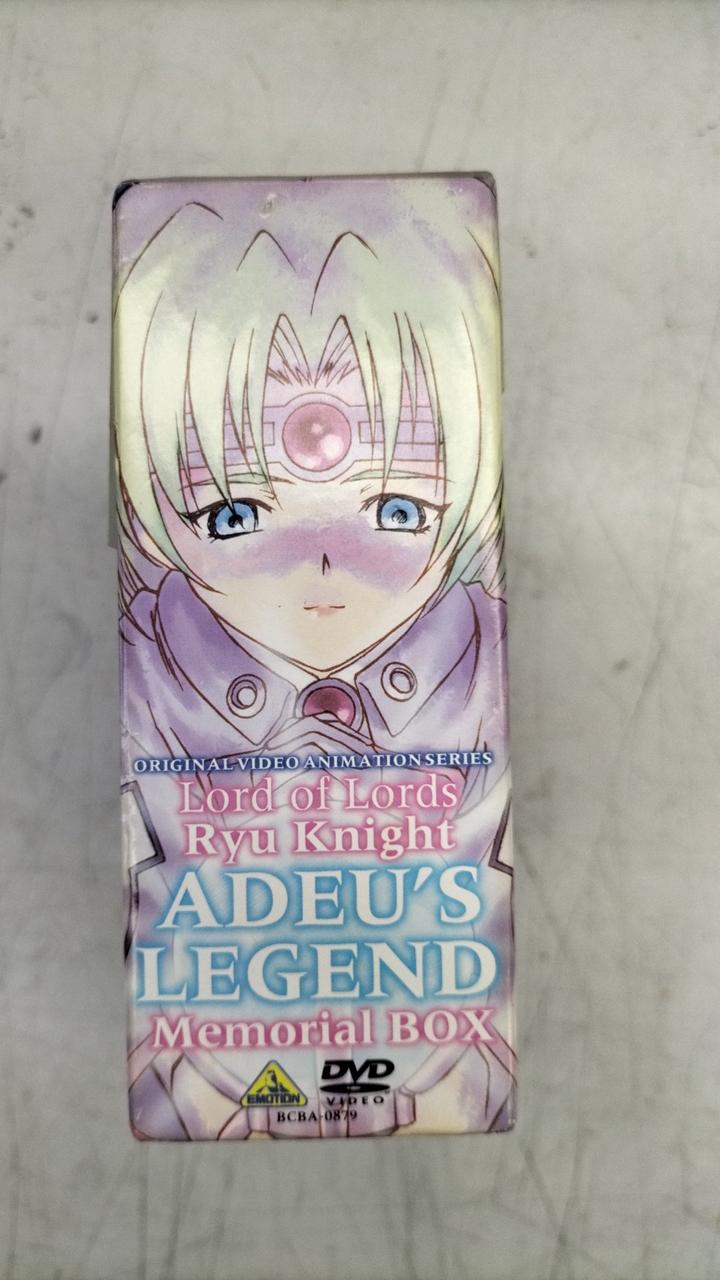 ORIGINAL VIDEO ANIMATION SERIES
Lord of Lords
Ryu Knight
ADEU'S
LEGEND
Memorial BOX
EMOTION
DVD
VIDEO
BCBA-0879